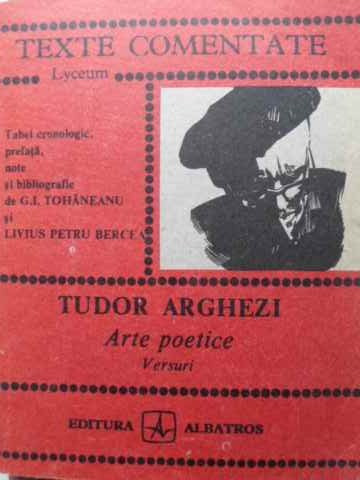 TEXTE COMENTATE
Lyceum
Tabel cronologic,
prefață,
note
și bibliografie
de G.I. TOHĂNEANU
și
LIVIUS PETRU BERCEA
TUDOR ARGHEZI
Arte poetice
Versuri
EDITURA ALBATROS